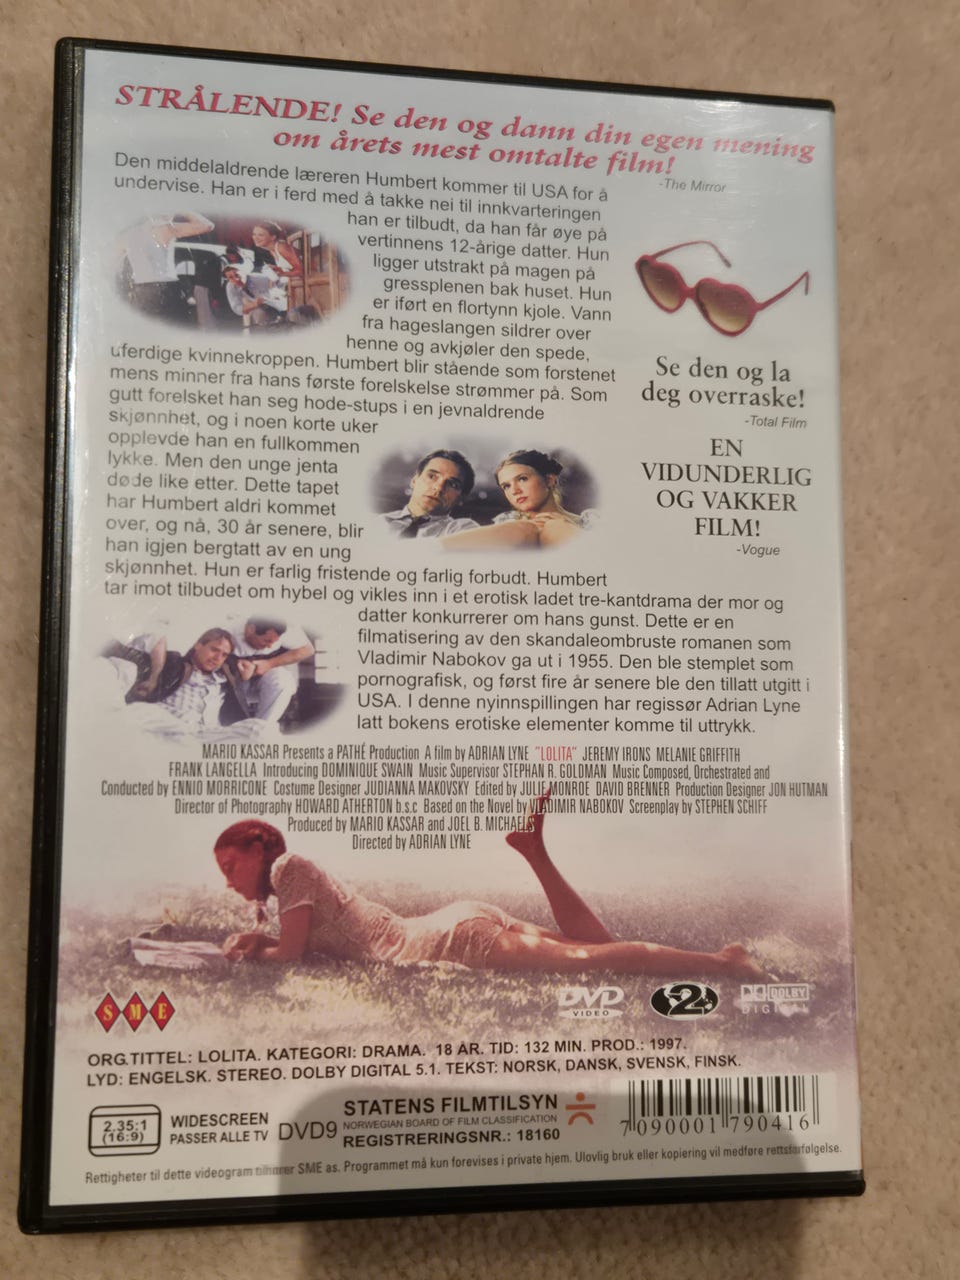 STRÅLENDE! Se den og dann din egen mening
om årets mest omtalte film!
-The Mirror
Den middelaldrende læreren Humbert kommer til USA for å
undervise. Han er i ferd med å takke nei til innkvarteringen
han er tilbudt, da han får øye på
vertinnens 12-årige datter. Hun
ligger utstrakt på magen på
gressplenen bak huset. Hun
er iført en flortynn kjole. Vann
fra hageslangen sildrer over
henne og avkjøler den spede,
uferdige kvinnekroppen. Humbert blir stående som forstenet
mens minner fra hans første forelskelse strømmer på. Som
gutt forelsket han seg hode-stups i en jevnaldrende
skjønnhet, og i noen korte uker
opplevde han en fullkommen
lykke. Men den unge jenta
døde like etter. Dette tapet
har Humbert aldri kommet
over, og nå, 30 år senere, blir
han igjen bergtatt av en ung
skjønnhet. Hun er farlig fristende og farlig forbudt. Humbert
tar imot tilbudet om hybel og vikles inn i et erotisk ladet tre-kantdrama der mor og
datter konkurrerer om hans gunst. Dette er en
filmatisering av den skandaleombruste romanen som
Vladimir Nabokov ga ut i 1955. Den ble stemplet som
pornografisk, og først fire år senere ble den tillatt utgitt i
USA. I denne nyinnspillingen har regissør Adrian Lyne
latt bokens erotiske elementer komme til uttrykk.
Se den og la
deg overraske!
-Total Film
EN
VIDUNDERLIG
OG VAKKER
FILM!
-Vogue
MARIO KASSAR Presents a PATHÉ Production A film by ADRIAN LYNE "LOLITA" JEREMY IRONS MELANIE GRIFFITH
FRANK LANGELLA Introducing DOMINIQUE SWAIN Music Supervisor STEPHAN R. GOLDMAN Music Composed, Orchestrated and
Conducted by ENNIO MORRICONE Costume Designer JUDIANNA MAKOVSKY Edited by JULIE MONROE DAVID BRENNER Production Designer JON HUTMAN
Director of Photography HOWARD ATHERTON b.s.c Based on the Novel by VLADIMIR NABOKOV Screenplay by STEPHEN SCHIFF
Produced by MARIO KASSAR and JOEL B. MICHAELS
Directed by ADRIAN LYNE
SME
DVD
VIDEO
2
DOLBY
DIGITAL
ORG.TITTEL: LOLITA. KATEGORI: DRAMA. 18 ÅR. TID: 132 MIN. PROD.: 1997.
LYD: ENGELSK. STEREO. DOLBY DIGITAL 5.1. TEKST: NORSK, DANSK, SVENSK, FINSK.
2.35:1
(16:9)
WIDESCREEN
PASSER ALLE TV
DVD9
STATENS FILMTILSYN
NORWEGIAN BOARD OF FILM CLASSIFICATION
REGISTRERINGSNR.: 18160
7 090001 790416
Rettigheter til dette videogram tilhører SME as. Programmet må kun forevises i private hjem. Ulovlig bruk eller kopiering vil medføre rettsforfølgelse.